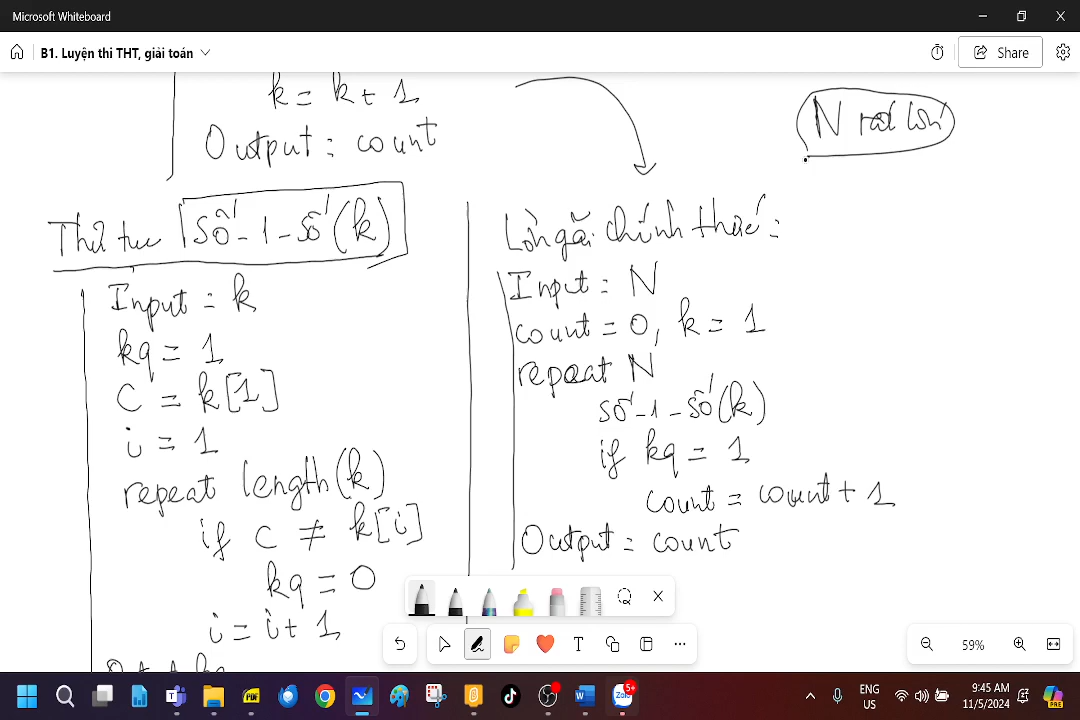 Microsoft Whiteboard
B1. Luyện thi THT, giải toán
Share
k = k + 1
Output: count
N rất lớn
Thủ tục số-1-số(k)
Input = k
kq = 1
C = k[1]
i = 1
repeat length(k)
if c ≠ k[i]
kq = 0
i = i + 1
Lời giải chính thức:
Input: N
count = 0, k = 1
repeat N
số-1-số(k)
if kq = 1
count = count + 1
Output = count
T
59%
PDF
W
5+
ENG
US
9:45 AM
11/5/2024
PRE